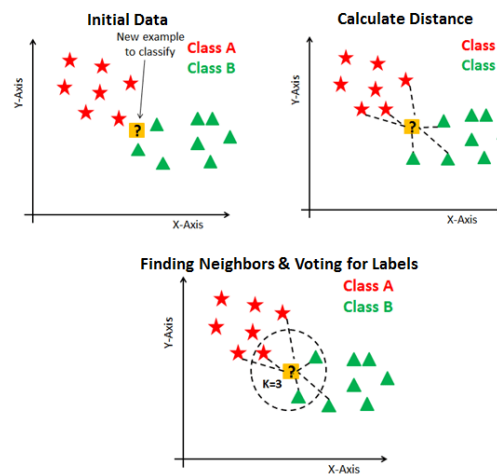 Initial Data
New example
to classify
Class A
Class B
?
Y-Axis
X-Axis
Calculate Distance
Class
Class
?
Y-Axis
X-Axis
Finding Neighbors & Voting for Labels
Class A
Class B
?
K=3
Y-Axis
X-Axis